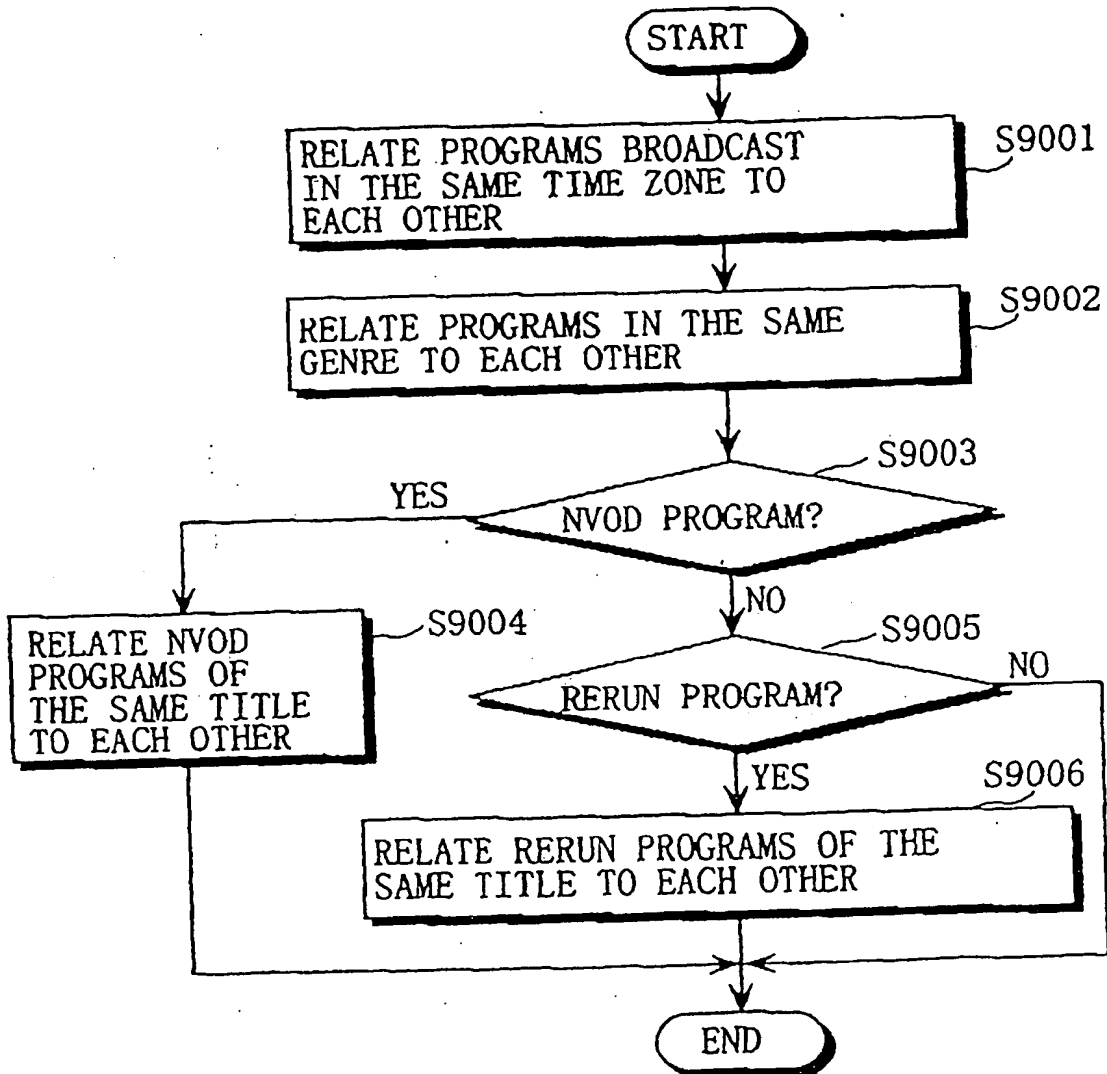 START
RELATE PROGRAMS BROADCAST
IN THE SAME TIME ZONE TO
EACH OTHER
S9001
RELATE PROGRAMS IN THE SAME
GENRE TO EACH OTHER
S9002
S9003
YES
NVOD PROGRAM?
NO
RELATE NVOD
PROGRAMS OF
THE SAME TITLE
TO EACH OTHER
S9004
S9005
NO
RERUN PROGRAM?
YES
S9006
RELATE RERUN PROGRAMS OF THE
SAME TITLE TO EACH OTHER
END